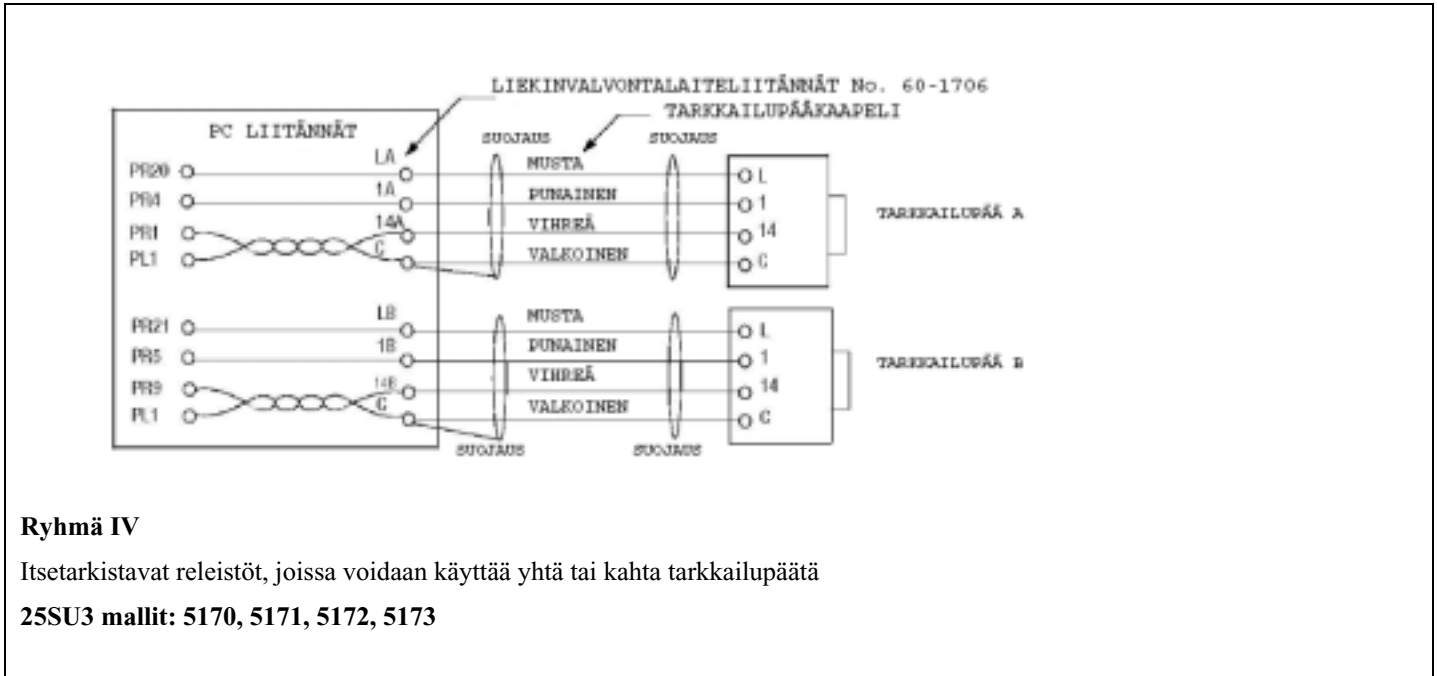 LIEKINVALVONTALAITELIITÄNNÄT No. 60-1706
TARKKAILUPÄÄKAAPELI
PC LIITÄNNÄT
SUOJAUS SUOJAUS
PR20 LA MUSTA L
PR4 1A PUNAINEN 1
PR1 14A VIHREÄ 14
PL1 C VALKOINEN C
TARKKAILUPÄÄ A
PR21 LB MUSTA L
PR5 1B PUNAINEN 1
PR9 14B VIHREÄ 14
PL1 C VALKOINEN C
TARKKAILUPÄÄ B
SUOJAUS SUOJAUS
Ryhmä IV
Itsetarkistavat releistöt, joissa voidaan käyttää yhtä tai kahta tarkkailupäätä
25SU3 mallit: 5170, 5171, 5172, 5173